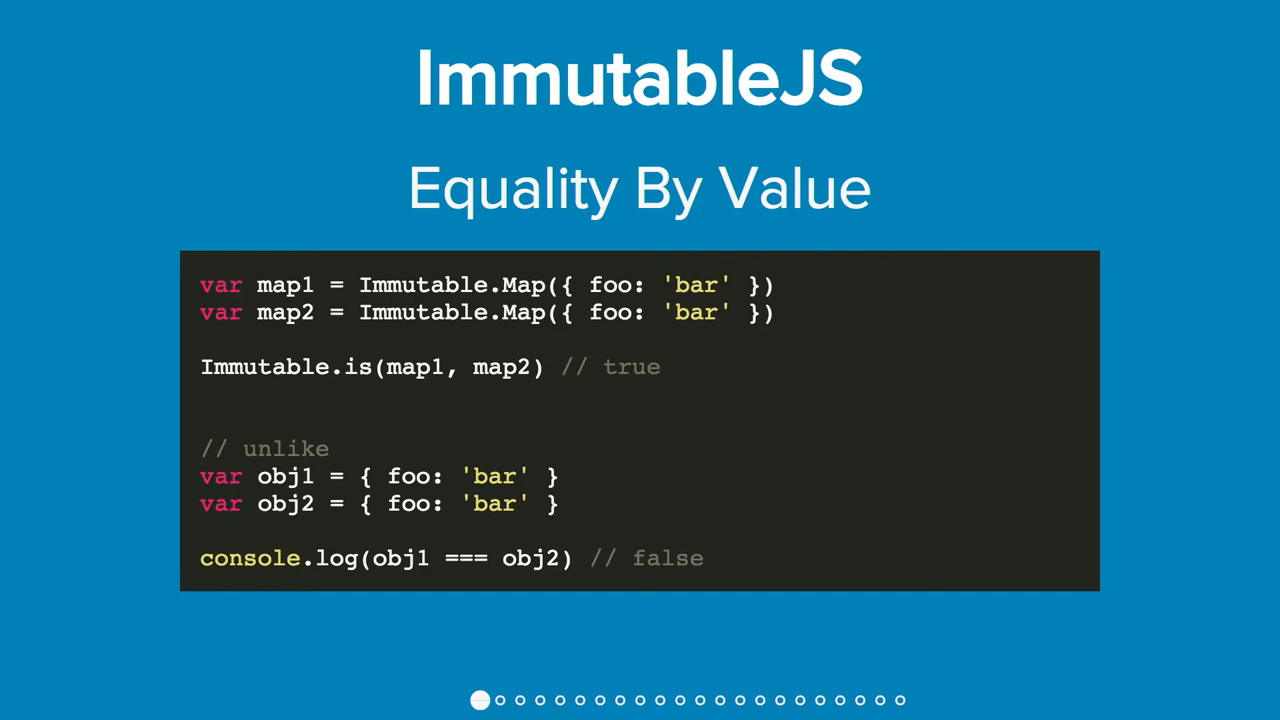 ImmutableJS
Equality By Value
var map1 = Immutable.Map({ foo: 'bar' })
var map2 = Immutable.Map({ foo: 'bar' })
Immutable.is(map1, map2) // true
// unlike
var obj1 = { foo: 'bar' }
var obj2 = { foo: 'bar' }
console.log(obj1 === obj2) // false